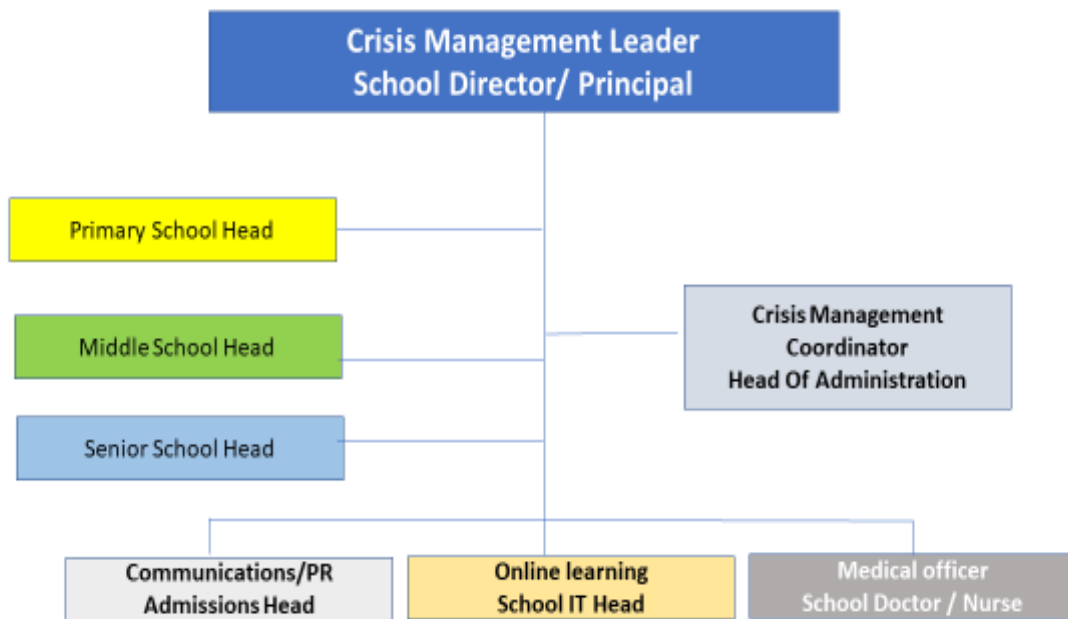 Crisis Management Leader
School Director/ Principal
Primary School Head
Middle School Head
Crisis Management
Coordinator
Head Of Administration
Senior School Head
Communications/PR
Admissions Head
Online learning
School IT Head
Medical officer
School Doctor / Nurse